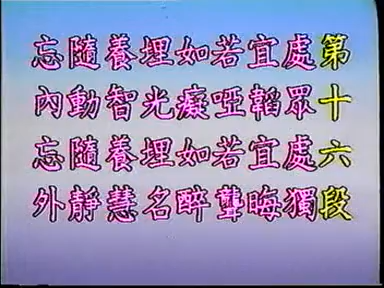 第十六段
處眾處獨
宜韜宜晦
若啞若聾
如癡如醉
埋光埋名
養智養慧
隨動隨靜
忘內忘外